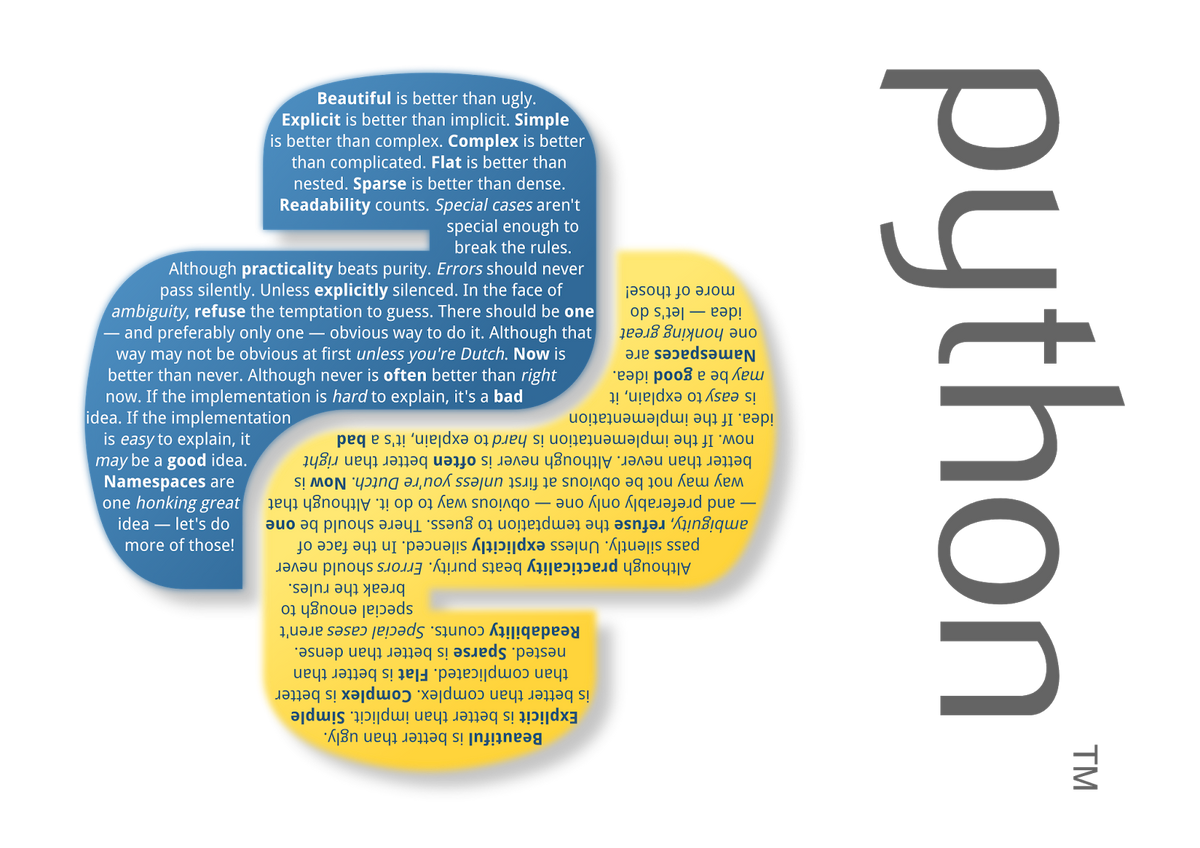 Beautiful is better than ugly.
Explicit is better than implicit. Simple
is better than complex. Complex is better
than complicated. Flat is better than
nested. Sparse is better than dense.
Readability counts. Special cases aren't
special enough to
break the rules.
Although practicality beats purity. Errors should never
pass silently. Unless explicitly silenced. In the face of
ambiguity, refuse the temptation to guess. There should be one
— and preferably only one — obvious way to do it. Although that
way may not be obvious at first unless you're Dutch. Now is
better than never. Although never is often better than right
now. If the implementation is hard to explain, it's a bad
idea. If the implementation
is easy to explain, it
may be a good idea.
Namespaces are
one honking great
idea — let's do
more of those!
Beautiful is better than ugly.
Explicit is better than implicit. Simple
is better than complex. Complex is better
than complicated. Flat is better than
nested. Sparse is better than dense.
Readability counts. Special cases aren't
special enough to
break the rules.
Although practicality beats purity. Errors should never
pass silently. Unless explicitly silenced. In the face of
ambiguity, refuse the temptation to guess. There should be one
— and preferably only one — obvious way to do it. Although that
way may not be obvious at first unless you're Dutch. Now is
better than never. Although never is often better than right
now. If the implementation is hard to explain, it's a bad
idea. If the implementation
is easy to explain, it
may be a good idea.
Namespaces are
one honking great
idea — let's do
more of those!
python
TM